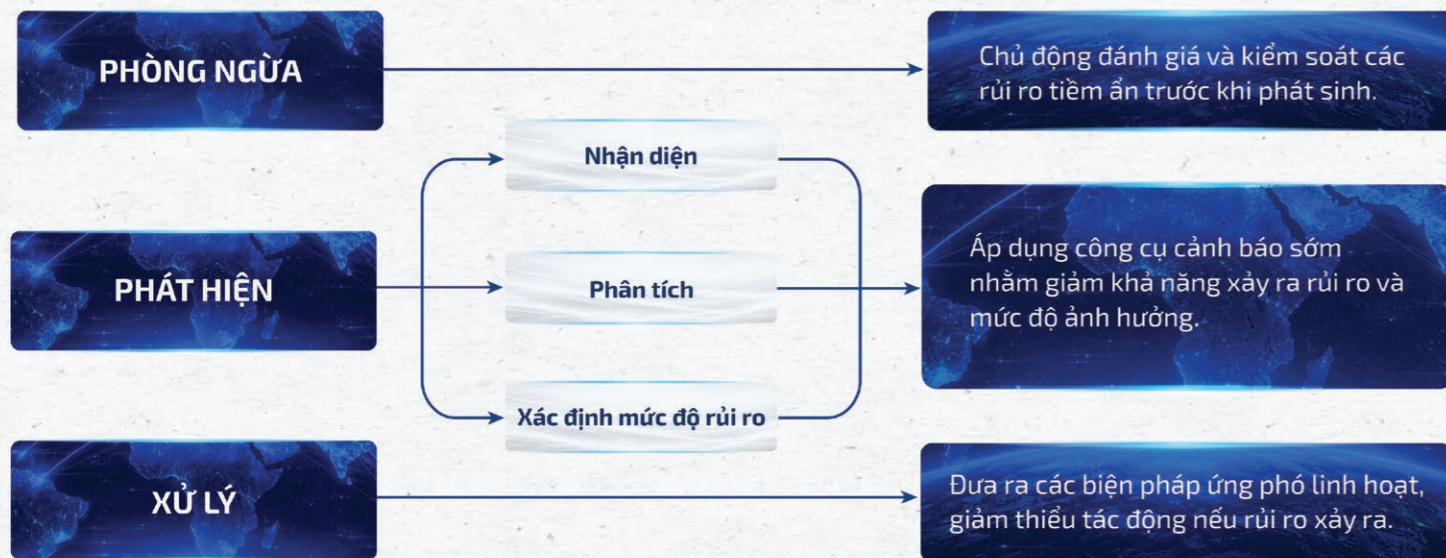 PHÒNG NGỪA
Chủ động đánh giá và kiểm soát các
rủi ro tiềm ẩn trước khi phát sinh.
PHÁT HIỆN
Nhận diện
Phân tích
Xác định mức độ rủi ro
Áp dụng công cụ cảnh báo sớm
nhằm giảm khả năng xảy ra rủi ro và
mức độ ảnh hưởng.
XỬ LÝ
Đưa ra các biện pháp ứng phó linh hoạt,
giảm thiểu tác động nếu rủi ro xảy ra.